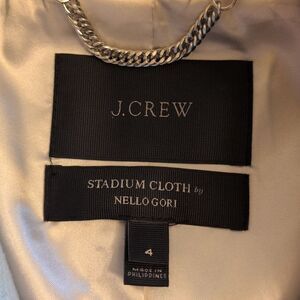 J.CREW
STADIUM CLOTH by
NELLO GORI
4
MADE IN
PHILIPPINES